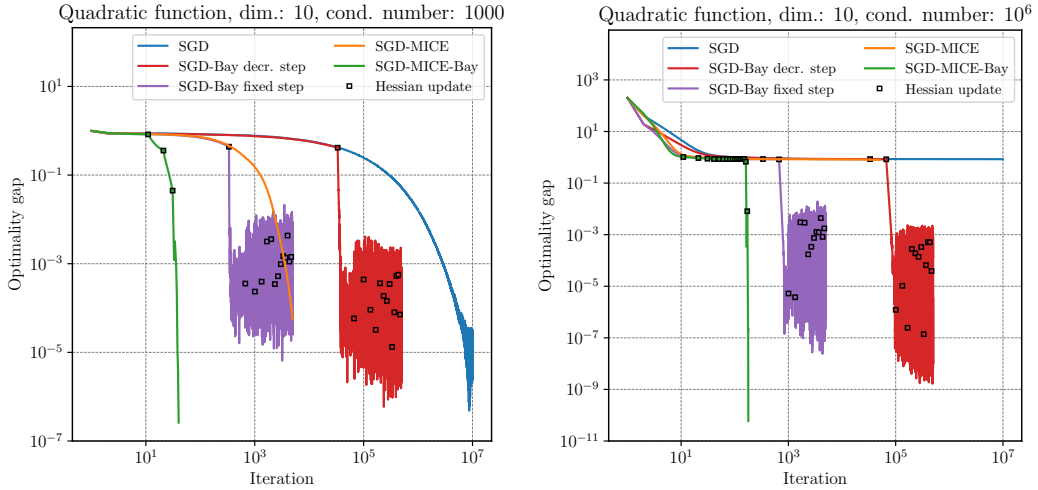 Quadratic function, dim.: 10, cond. number: 1000
SGD
SGD-Bay decr. step
SGD-Bay fixed step
SGD-MICE
SGD-MICE-Bay
Hessian update
Optimality gap
10^1
10^-1
10^-3
10^-5
10^-7
10^1
10^3
10^5
10^7
Iteration
Quadratic function, dim.: 10, cond. number: 10^6
SGD
SGD-Bay decr. step
SGD-Bay fixed step
SGD-MICE
SGD-MICE-Bay
Hessian update
Optimality gap
10^3
10^1
10^-1
10^-3
10^-5
10^-7
10^-9
10^-11
10^1
10^3
10^5
10^7
Iteration